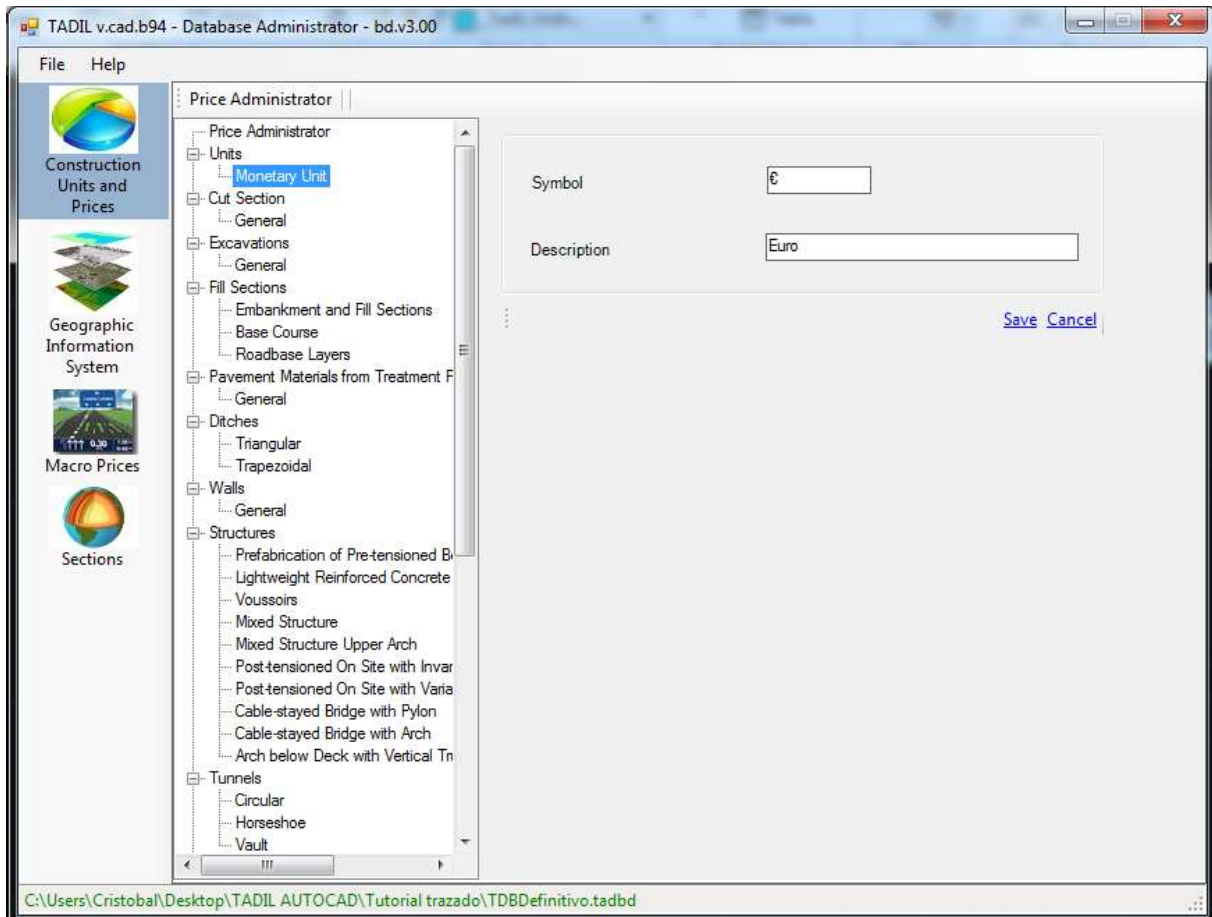 TADIL v.cad.b94 - Database Administrator - bd.v3.00
File Help
Construction
Units and
Prices
Geographic
Information
System
Macro Prices
Sections
Price Administrator
Price Administrator
Units
Monetary Unit
Cut Section
General
Excavations
General
Fill Sections
Embankment and Fill Sections
Base Course
Roadbase Layers
Pavement Materials from Treatment P
General
Ditches
Triangular
Trapezoidal
Walls
General
Structures
Prefabrication of Pre-tensioned
Lightweight Reinforced Concrete
Voussoirs
Mixed Structure
Mixed Structure Upper Arch
Post-tensioned On Site with Invar
Post-tensioned On Site with Varia
Cable-stayed Bridge with Pylon
Cable-stayed Bridge with Arch
Arch below Deck with Vertical
Tunnels
Circular
Horseshoe
Vault
Symbol €
Description Euro
Save Cancel
C:\Users\Cristobal\Desktop\TADIL AUTOCAD\Tutorial trazado\TDBDefinitivo.tadbd